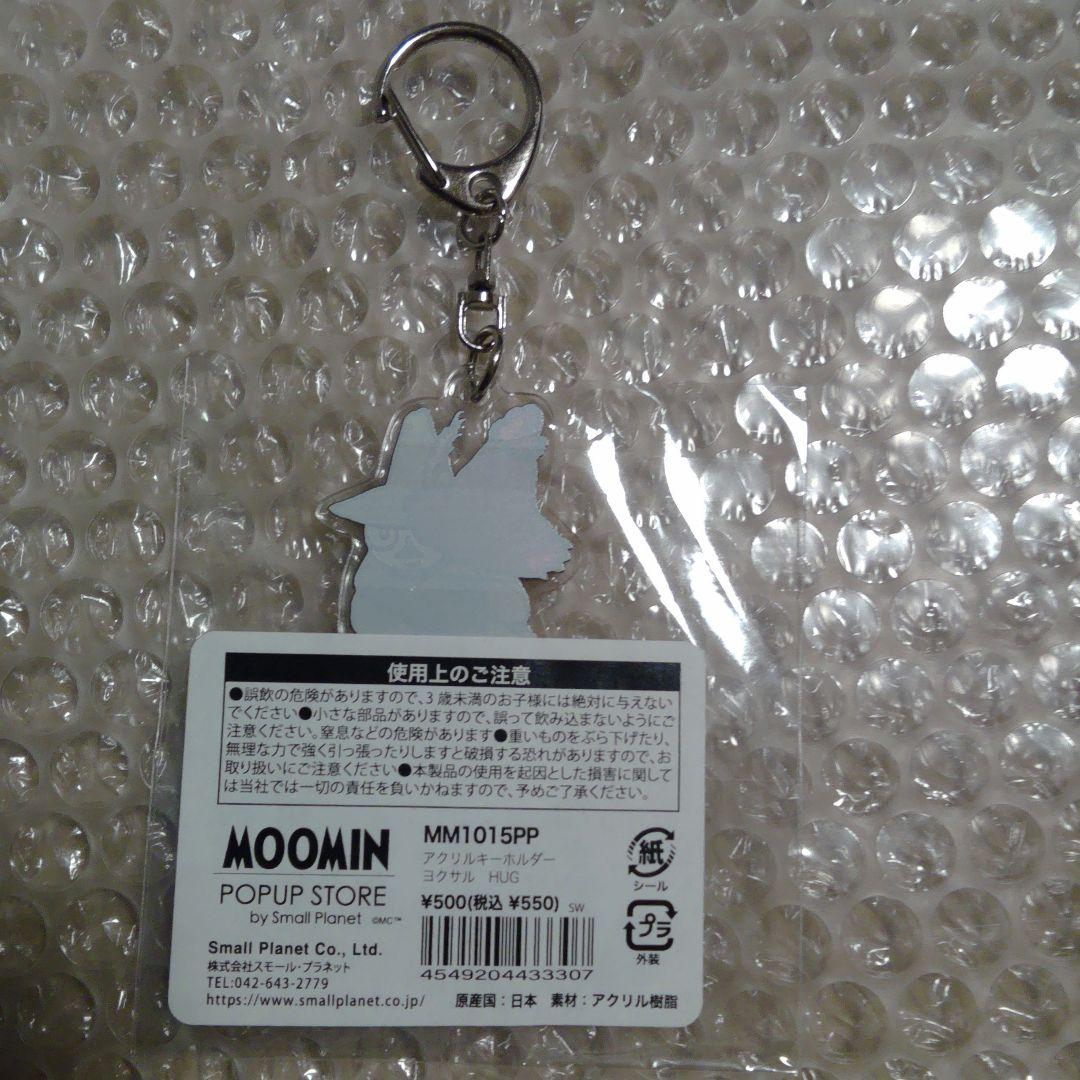 使用上のご注意
●誤飲の危険がありますので、3歳未満のお子様には絶対に与えない
でください●小さな部品がありますので、誤って飲み込まないようにご
注意ください。窒息などの危険があります●重いものをぶら下げたり、
無理な力で強く引っ張ったりしますと破損する恐れがありますので、お
取り扱いにご注意ください●本製品の使用を起因とした損害に関して
は当社では一切の責任を負いかねますので、予めご了承ください。
MOOMIN
POPUP STORE
by Small Planet ©MC™
Small Planet Co., Ltd.
株式会社スモール・プラネット
TEL:042-643-2779
https://www.smallplanet.co.jp/
MM1015PP
アクリルキーホルダー
ヨクサル HUG
¥500(税込 ¥550) SW
4549204433307
原産国：日本 素材：アクリル樹脂
紙
シール
プラ
外装